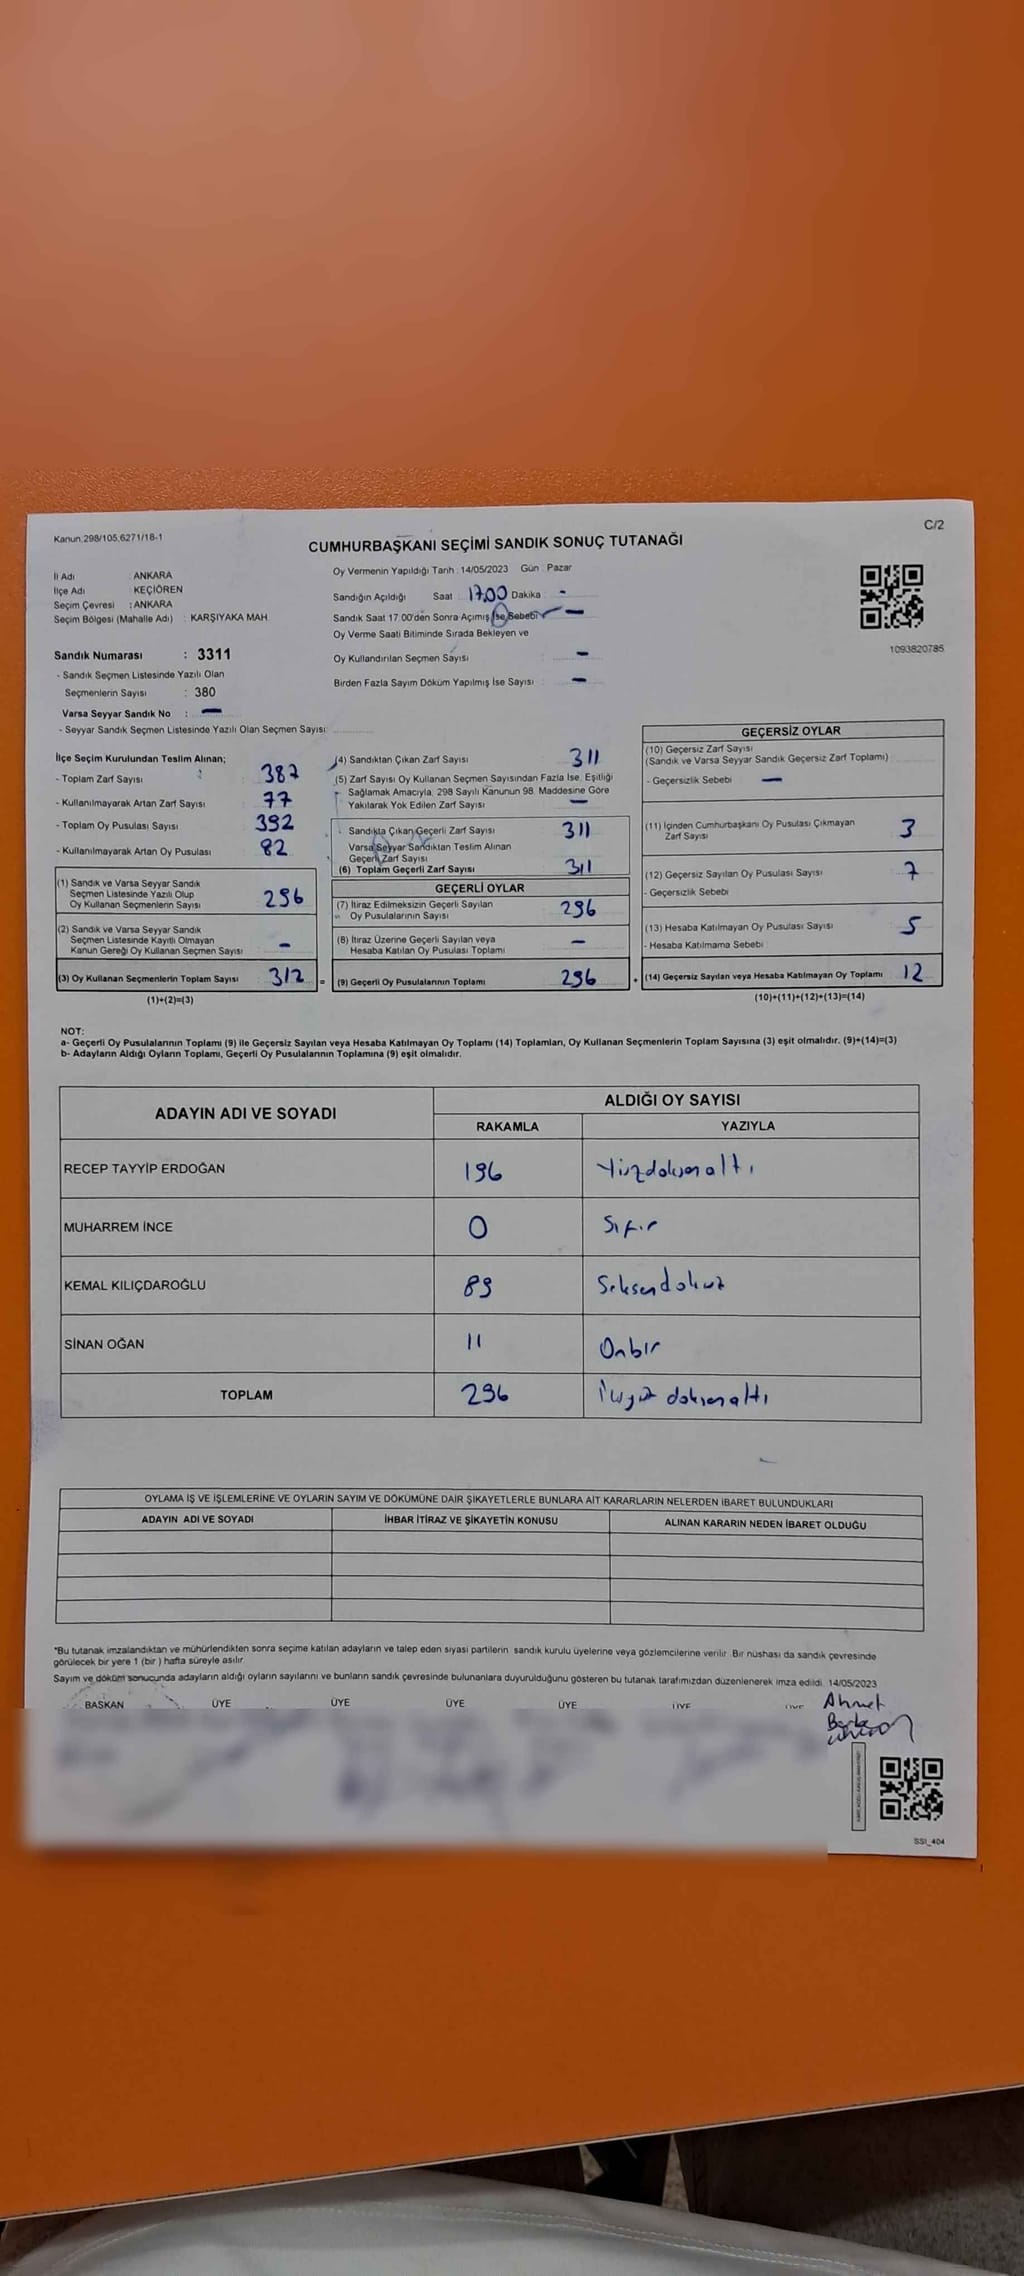 C/2
Kanun.298/105,6271/18-1
CUMHURBAŞKANI SEÇİMİ SANDIK SONUÇ TUTANAĞI
İl Adı : ANKARA
İlçe Adı : KEÇİÖREN
Seçim Çevresi : ANKARA
Seçim Bölgesi (Mahalle Adı) : KARŞIYAKA MAH
Sandık Numarası : 3311
- Sandık Seçmen Listesinde Yazılı Olan
Seçmenlerin Sayısı : 380
Varsa Seyyar Sandık No : -
- Seyyar Sandık Seçmen Listesinde Yazılı Olan Seçmen Sayısı:
Oy Vermenin Yapıldığı Tarih : 14/05/2023 Gün : Pazar
Sandığın Açıldığı Saat : 17.00 Dakika : -
Sandık Saat 17:00'den Sonra Açımış İse Sebebi -
Oy Verme Saati Bitiminde Sırada Bekleyen ve
Oy Kullandırılan Seçmen Sayısı : -
Birden Fazla Sayım Döküm Yapılmış İse Sayısı : -
1093820785
İlçe Seçim Kurulundan Teslim Alınan;
- Toplam Zarf Sayısı : 387
- Kullanılmayarak Artan Zarf Sayısı : 77
- Toplam Oy Pusulası Sayısı : 392
- Kullanılmayarak Artan Oy Pusulası : 82
(1) Sandık ve Varsa Seyyar Sandık
Seçmen Listesinde Yazılı Olup
Oy Kullanan Seçmenlerin Sayısı 296
(2) Sandık ve Varsa Seyyar Sandık
Seçmen Listesinde Kayıtlı Olmayan
Kanun Gereği Oy Kullanan Seçmen Sayısı -
(3) Oy Kullanan Seçmenlerin Toplam Sayısı 312 =
(1)+(2)=(3)
(4) Sandıktan Çıkan Zarf Sayısı 311
(5) Zarf Sayısı Oy Kullanan Seçmen Sayısından Fazla İse, Eşitliği
Sağlamak Amacıyla, 298 Sayılı Kanunun 98. Maddesine Göre
Yakılarak Yok Edilen Zarf Sayısı -
Sandıkta Çıkan Geçerli Zarf Sayısı 311
Varsa Seyyar Sandıktan Teslim Alınan
Geçerli Zarf Sayısı
(6) Toplam Geçerli Zarf Sayısı 311
GEÇERLİ OYLAR
(7) İtiraz Edilmeksizin Geçerli Sayılan
Oy Pusulalarının Sayısı 296
(8) İtiraz Üzerine Geçerli Sayılan veya
Hesaba Katılan Oy Pusulası Toplamı -
(9) Geçerli Oy Pusulalarının Toplamı 296 +
GEÇERSİZ OYLAR
(10) Geçersiz Zarf Sayısı
(Sandık ve Varsa Seyyar Sandık Geçersiz Zarf Toplamı)
- Geçersizlik Sebebi -
(11) İçinden Cumhurbaşkanı Oy Pusulası Çıkmayan
Zarf Sayısı 3
(12) Geçersiz Sayılan Oy Pusulası Sayısı 7
- Geçersizlik Sebebi
(13) Hesaba Katılmayan Oy Pusulası Sayısı 5
- Hesaba Katılmama Sebebi
(14) Geçersiz Sayılan veya Hesaba Katılmayan Oy Toplamı 12
(10)+(11)+(12)+(13)=(14)
NOT:
a- Geçerli Oy Pusulalarının Toplamı (9) ile Geçersiz Sayılan veya Hesaba Katılmayan Oy Toplamı (14) Toplamları, Oy Kullanan Seçmenlerin Toplam Sayısına (3) eşit olmalıdır. (9)+(14)=(3)
b- Adayların Aldığı Oyların Toplamı, Geçerli Oy Pusulalarının Toplamına (9) eşit olmalıdır.
ADAYIN ADI VE SOYADI ALDIĞI OY SAYISI
RAKAMLA YAZIYLA
RECEP TAYYİP ERDOĞAN 196 Yüzdoksanaltı
MUHARREM İNCE 0 Sıfır
KEMAL KILIÇDAROĞLU 89 Seksendokuz
SİNAN OĞAN 11 Onbir
TOPLAM 296 İkiyüz doksanaltı
OYLAMA İŞ VE İŞLEMLERİNE VE OYLARIN SAYIM VE DÖKÜMÜNE DAİR ŞİKAYETLERLE BUNLARA AİT KARARLARIN NELERDEN İBARET BULUNDUKLARI
ADAYIN ADI VE SOYADI İHBAR İTİRAZ VE ŞİKAYETİN KONUSU ALINAN KARARIN NEDEN İBARET OLDUĞU
*Bu tutanak imzalandıktan ve mühürlendikten sonra seçime katılan adayların ve talep eden siyasi partilerin sandık kurulu üyelerine veya gözlemcilerine verilir. Bir nüshası da sandık çevresinde
görülecek bir yere 1 (bir ) hafta süreyle asılır.
Sayım ve döküm sonucunda adayların aldığı oyların sayılarını ve bunların sandık çevresinde bulunanlara duyurulduğunu gösteren bu tutanak tarafımızdan düzenlenerek imza edildi. 14/05/2023
BAŞKAN ÜYE ÜYE ÜYE ÜYE ÜYE ÜYE
Ahmet
SSI_404